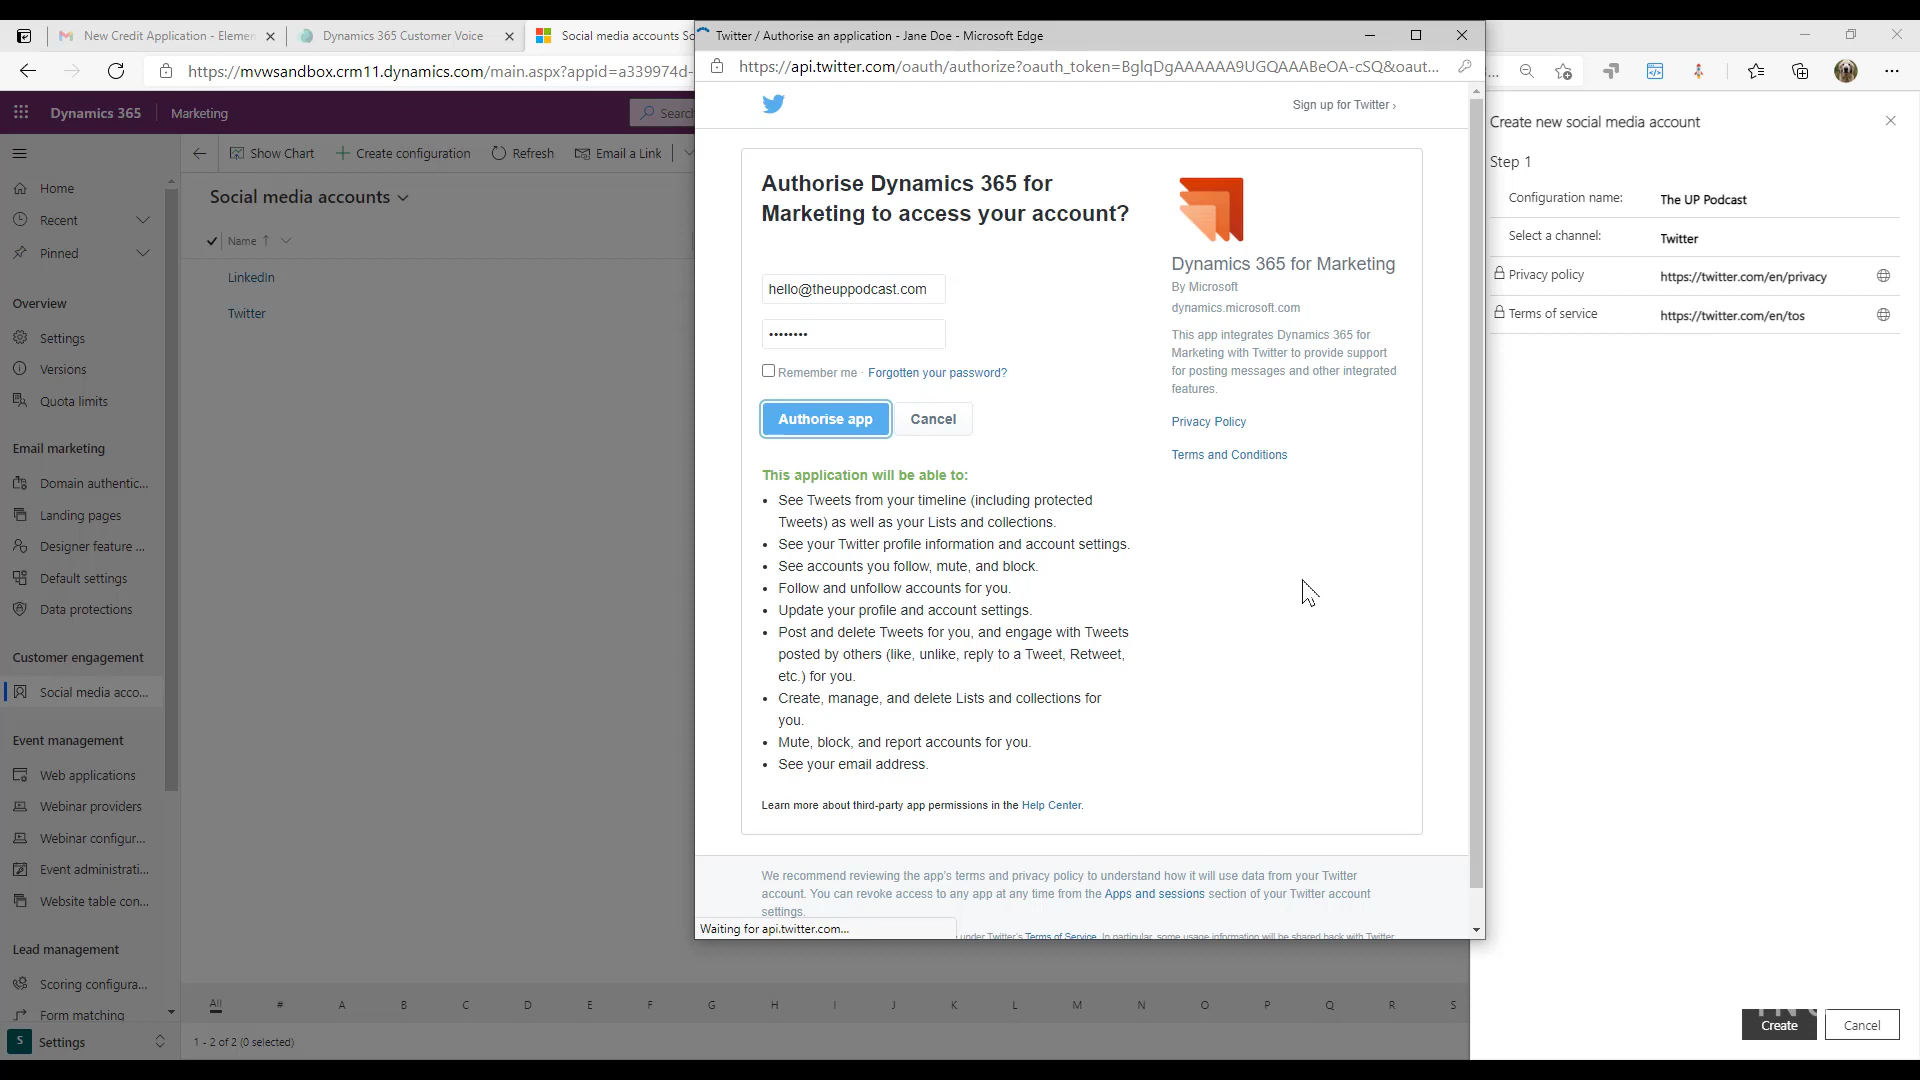 New Credit Application - Elemen
Dynamics 365 Customer Voice
Social media accounts So
Twitter / Authorise an application - Jane Doe - Microsoft Edge
https://mvwsandbox.crm11.dynamics.com/main.aspx?appid=a339974d-
https://api.twitter.com/oauth/authorize?oauth_token=BglqDgAAAAAA9UGQAAABeOA-cSQ&oaut...
Dynamics 365
Marketing
Search
Sign up for Twitter ›
Create new social media account
Show Chart
Create configuration
Refresh
Email a Link
Step 1
Home
Recent
Pinned
Overview
Settings
Versions
Quota limits
Email marketing
Domain authentic...
Landing pages
Designer feature ...
Default settings
Data protections
Customer engagement
Social media acco...
Event management
Web applications
Webinar providers
Webinar configur...
Event administrati...
Website table con...
Lead management
Scoring configura...
Form matching
S Settings
Social media accounts
Name ↑
LinkedIn
Twitter
All # A B C D E F G H I J K L M N O P Q R S
1 - 2 of 2 (0 selected)
Authorise Dynamics 365 for
Marketing to access your account?
hello@theuppodcast.com
••••••••
Remember me · Forgotten your password?
Authorise app
Cancel
This application will be able to:
• See Tweets from your timeline (including protected
Tweets) as well as your Lists and collections.
• See your Twitter profile information and account settings.
• See accounts you follow, mute, and block.
• Follow and unfollow accounts for you.
• Update your profile and account settings.
• Post and delete Tweets for you, and engage with Tweets
posted by others (like, unlike, reply to a Tweet, Retweet,
etc.) for you.
• Create, manage, and delete Lists and collections for
you.
• Mute, block, and report accounts for you.
• See your email address.
Learn more about third-party app permissions in the Help Center.
Dynamics 365 for Marketing
By Microsoft
dynamics.microsoft.com
This app integrates Dynamics 365 for
Marketing with Twitter to provide support
for posting messages and other integrated
features.
Privacy Policy
Terms and Conditions
We recommend reviewing the app's terms and privacy policy to understand how it will use data from your Twitter
account. You can revoke access to any app at any time from the Apps and sessions section of your Twitter account
settings.
under Twitter's Terms of Service. In particular, some usage information will be shared back with Twitter.
Waiting for api.twitter.com...
Configuration name: The UP Podcast
Select a channel: Twitter
Privacy policy https://twitter.com/en/privacy
Terms of service https://twitter.com/en/tos
Create
Cancel